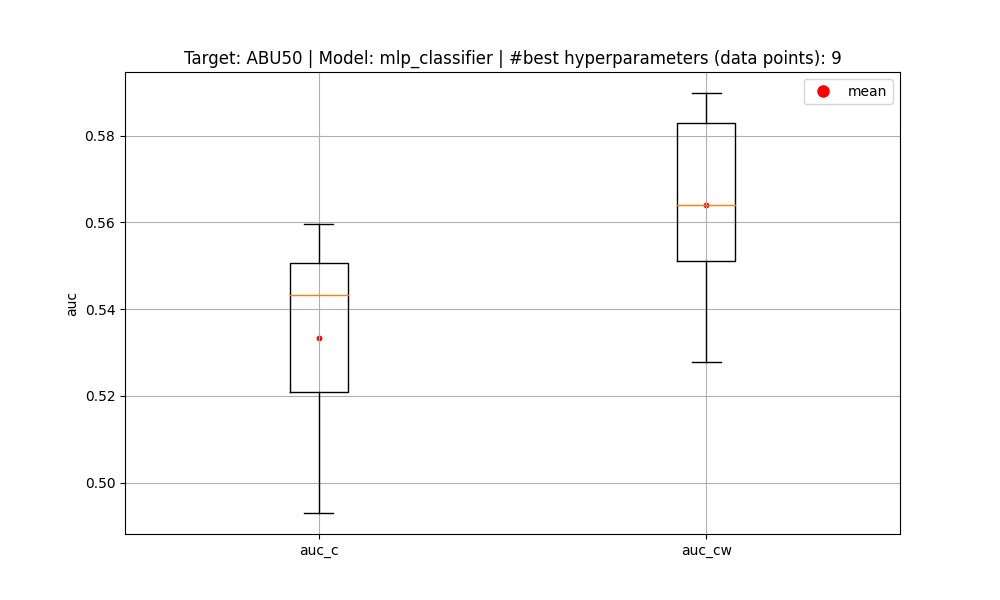 Target: ABU50 | Model: mlp_classifier | #best hyperparameters (data points): 9
mean
0.58
0.56
0.54
0.52
0.50
auc
auc_c
auc_cw